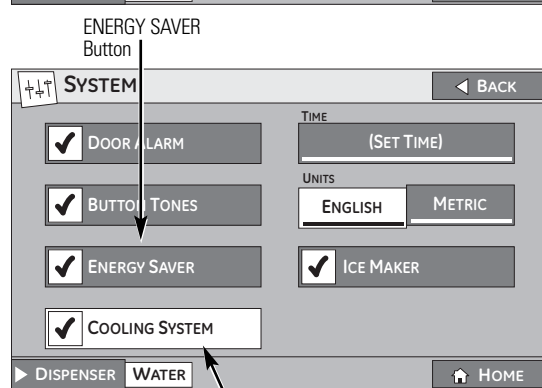 ENERGY SAVER
Button
SYSTEM
BACK
DOOR ALARM
TIME
(SET TIME)
BUTTON TONES
UNITS
ENGLISH
METRIC
ENERGY SAVER
ICE MAKER
COOLING SYSTEM
DISPENSER WATER
HOME